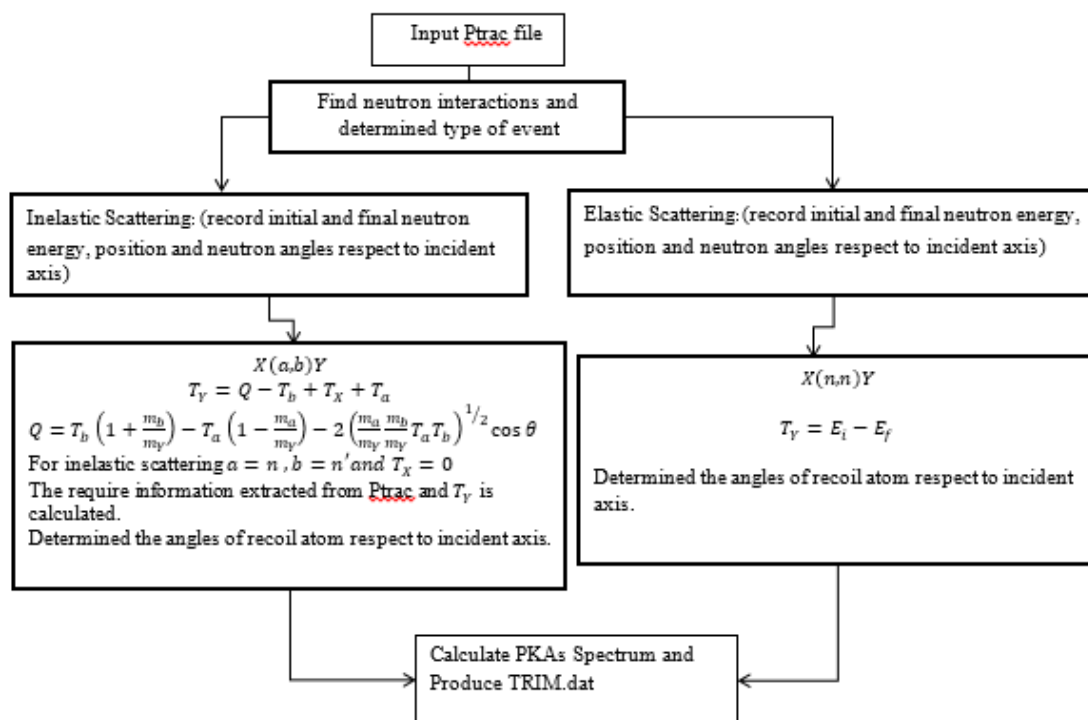 Input Ptrac file
Find neutron interactions and
determined type of event
Inelastic Scattering: (record initial and final neutron
energy, position and neutron angles respect to incident
axis)
Elastic Scattering: (record initial and final neutron energy,
position and neutron angles respect to incident axis)
X(a,b)Y
T_Y = Q − T_b + T_X + T_a
Q = T_b (1 + m_b/m_Y) − T_a (1 − m_a/m_Y) − 2 (m_a/m_Y m_b/m_Y T_a T_b)^1/2 cos θ
For inelastic scattering a = n , b = n′ and T_X = 0
The require information extracted from Ptrac and T_Y is
calculated.
Determined the angles of recoil atom respect to incident axis.
X(n,n)Y
T_Y = E_i − E_f
Determined the angles of recoil atom respect to incident
axis.
Calculate PKAs Spectrum and
Produce TRIM.dat